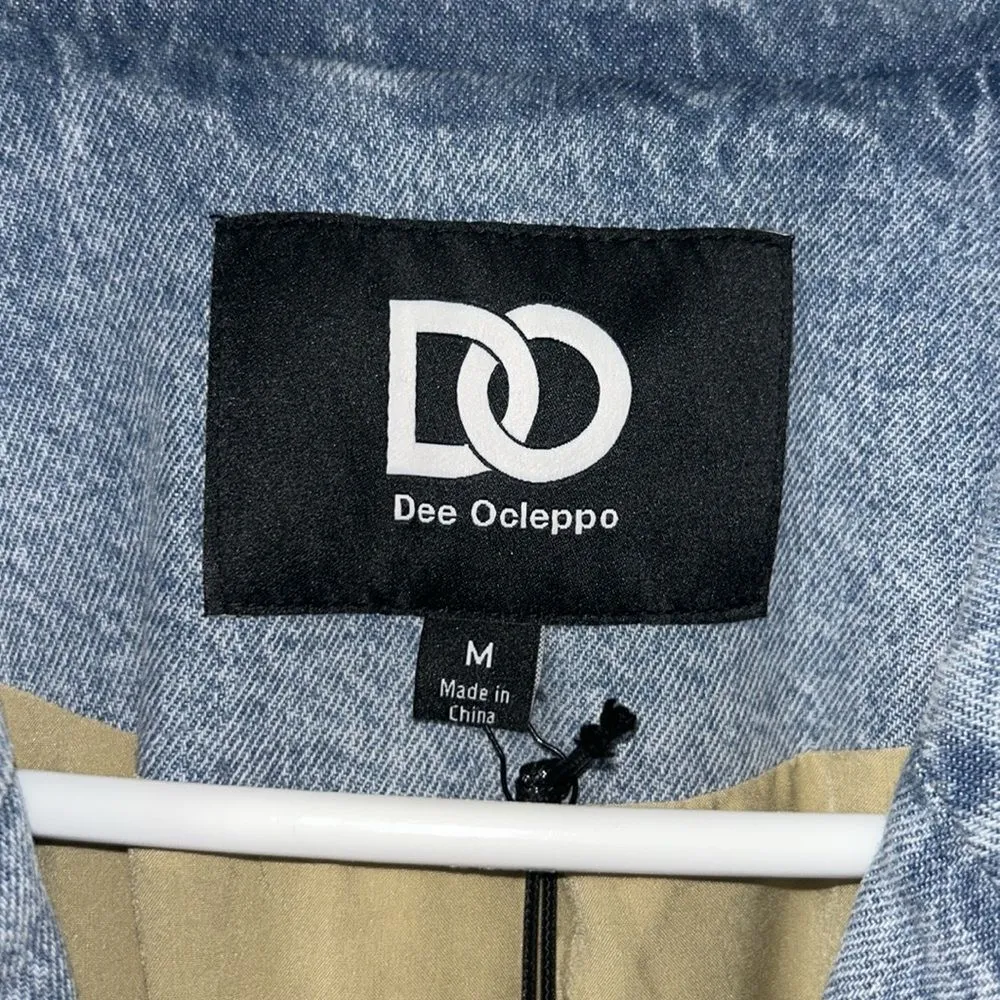 DO
Dee Ocleppo
M
Made in
China